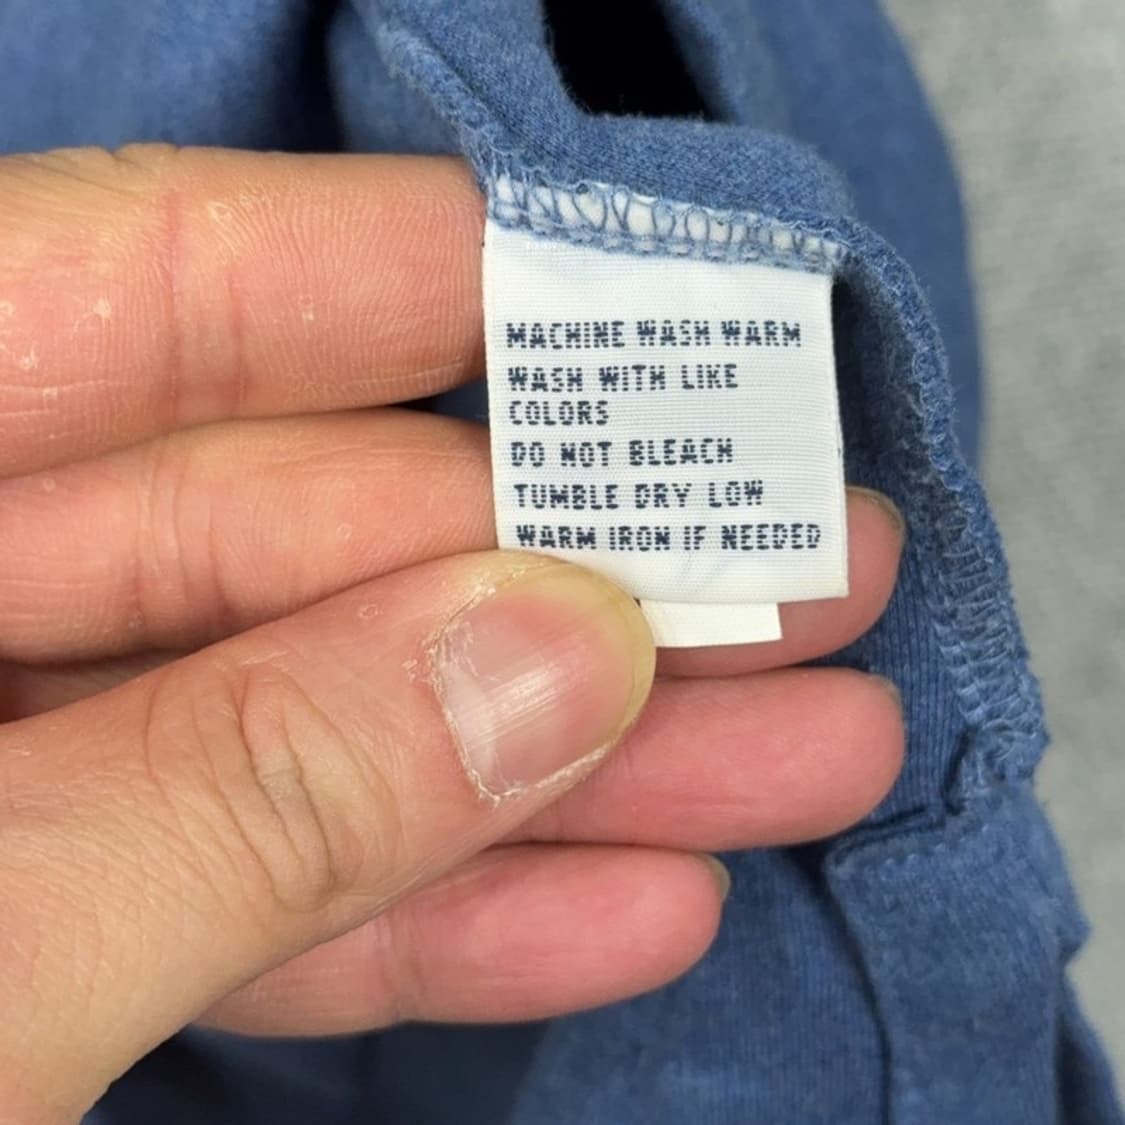 MACHINE WASH WARM
WASH WITH LIKE
COLORS
DO NOT BLEACH
TUMBLE DRY LOW
WARM IRON IF NEEDED